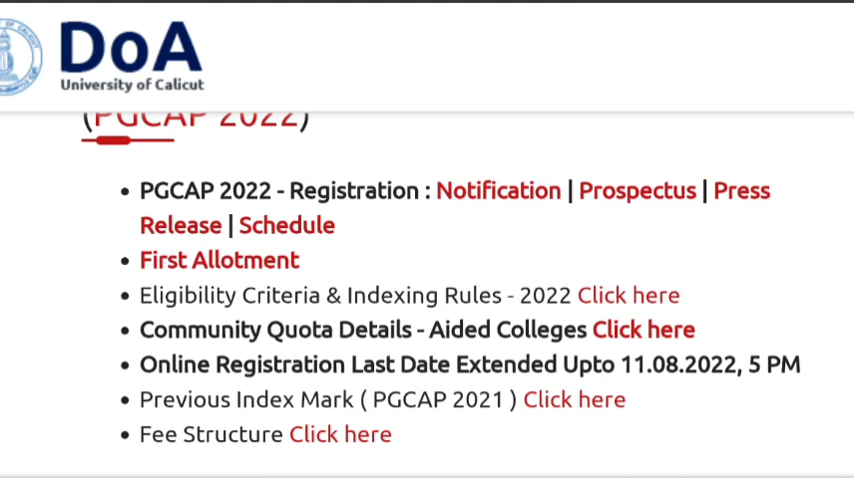 DoA
University of Calicut
(PGCAP 2022)
PGCAP 2022 - Registration : Notification | Prospectus | Press
Release | Schedule
First Allotment
Eligibility Criteria & Indexing Rules - 2022 Click here
Community Quota Details - Aided Colleges Click here
Online Registration Last Date Extended Upto 11.08.2022, 5 PM
Previous Index Mark ( PGCAP 2021 ) Click here
Fee Structure Click here